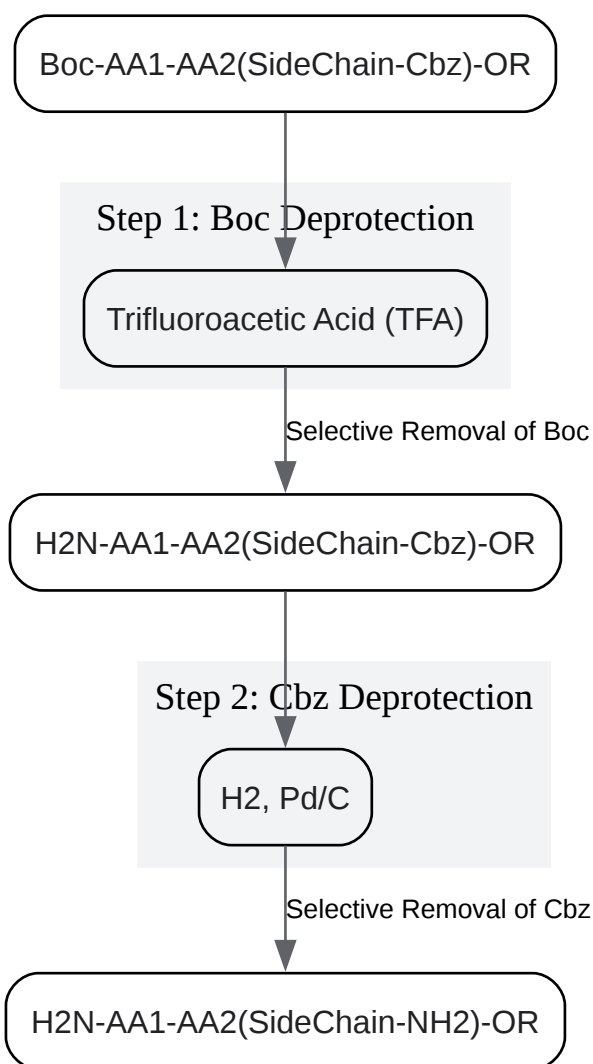 Boc-AA1-AA2(SideChain-Cbz)-OR
Step 1: Boc Deprotection
Trifluoroacetic Acid (TFA)
Selective Removal of Boc
H2N-AA1-AA2(SideChain-Cbz)-OR
Step 2: Cbz Deprotection
H2, Pd/C
Selective Removal of Cbz
H2N-AA1-AA2(SideChain-NH2)-OR